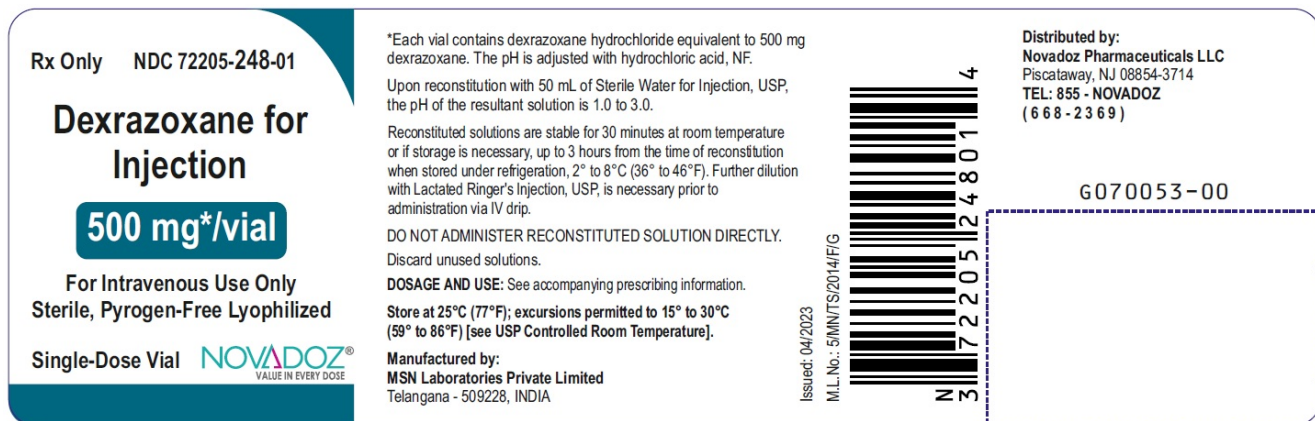 Rx Only NDC 72205-248-01
Dexrazoxane for
Injection
500 mg*/vial
For Intravenous Use Only
Sterile, Pyrogen-Free Lyophilized
Single-Dose Vial
NOVADOZ®
VALUE IN EVERY DOSE
*Each vial contains dexrazoxane hydrochloride equivalent to 500 mg
dexrazoxane. The pH is adjusted with hydrochloric acid, NF.
Upon reconstitution with 50 mL of Sterile Water for Injection, USP,
the pH of the resultant solution is 1.0 to 3.0.
Reconstituted solutions are stable for 30 minutes at room temperature
or if storage is necessary, up to 3 hours from the time of reconstitution
when stored under refrigeration, 2° to 8°C (36° to 46°F). Further dilution
with Lactated Ringer's Injection, USP, is necessary prior to
administration via IV drip.
DO NOT ADMINISTER RECONSTITUTED SOLUTION DIRECTLY.
Discard unused solutions.
DOSAGE AND USE: See accompanying prescribing information.
Store at 25°C (77°F); excursions permitted to 15° to 30°C
(59° to 86°F) [see USP Controlled Room Temperature].
Manufactured by:
MSN Laboratories Private Limited
Telangana - 509228, INDIA
Issued: 04/2023
M.L.No.: 5/MN/TS/2014/F/G
N
3 72205 24801 4
Distributed by:
Novadoz Pharmaceuticals LLC
Piscataway, NJ 08854-3714
TEL: 855 - NOVADOZ
(668-2369)
G070053-00